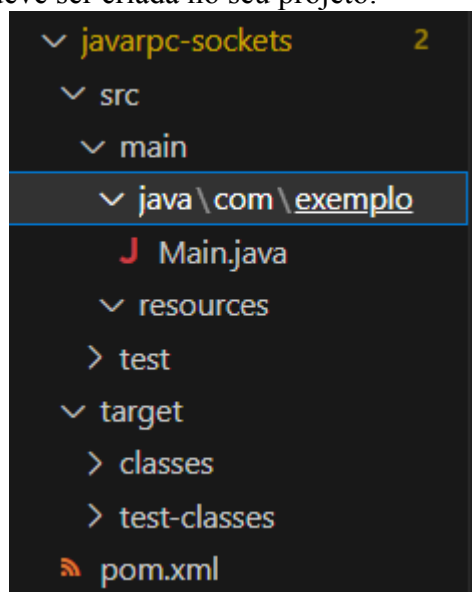 deve ser criada no seu projeto:
javarpc-sockets 2
src
main
java\com\exemplo
J Main.java
resources
test
target
classes
test-classes
pom.xml